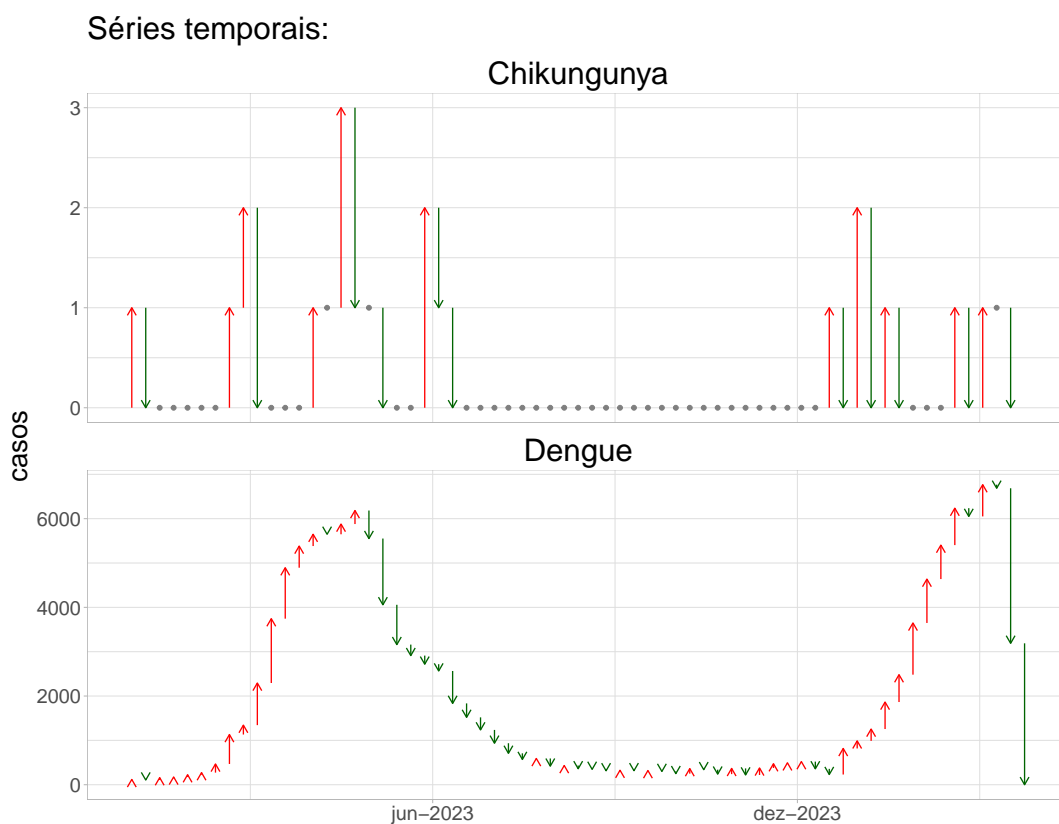 Séries temporais:
Chikungunya
3
2
1
0
casos
Dengue
6000
4000
2000
0
jun−2023
dez−2023